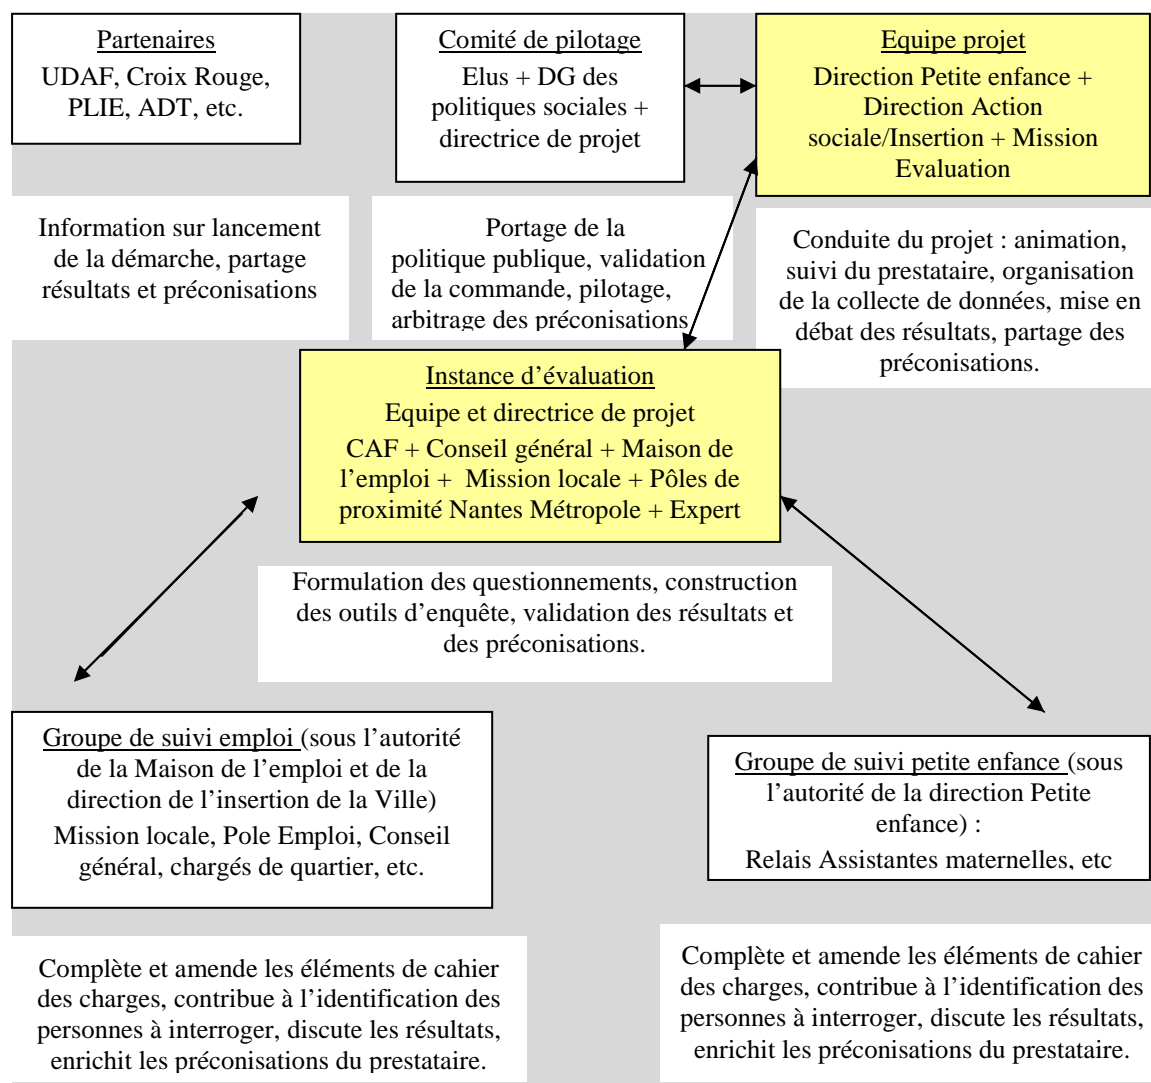 Partenaires
UDAF, Croix Rouge,
PLIE, ADT, etc.
Comité de pilotage
Elus + DG des
politiques sociales +
directrice de projet
Equipe projet
Direction Petite enfance +
Direction Action
sociale/Insertion + Mission
Evaluation
Information sur lancement
de la démarche, partage
résultats et préconisations
Portage de la
politique publique, validation
de la commande, pilotage,
arbitrage des préconisations
Conduite du projet : animation,
suivi du prestataire, organisation
de la collecte de données, mise en
débat des résultats, partage des
préconisations.
Instance d’évaluation
Equipe et directrice de projet
CAF + Conseil général + Maison de
l’emploi + Mission locale + Pôles de
proximité Nantes Métropole + Expert
Formulation des questionnements, construction
des outils d’enquête, validation des résultats et
des préconisations.
Groupe de suivi emploi (sous l’autorité
de la Maison de l’emploi et de la
direction de l’insertion de la Ville)
Mission locale, Pole Emploi, Conseil
général, chargés de quartier, etc.
Groupe de suivi petite enfance (sous
l’autorité de la direction Petite
enfance) :
Relais Assistantes maternelles, etc
Complète et amende les éléments de cahier
des charges, contribue à l’identification des
personnes à interroger, discute les résultats,
enrichit les préconisations du prestataire.
Complète et amende les éléments de cahier
des charges, contribue à l’identification des
personnes à interroger, discute les résultats,
enrichit les préconisations du prestataire.